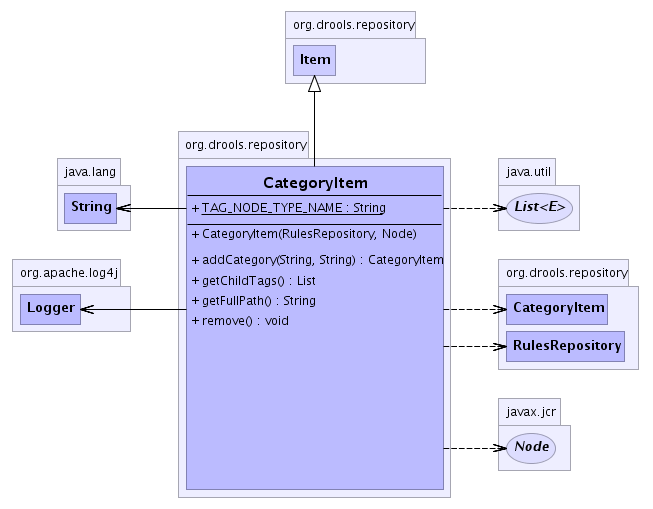 org.drools.repository
Item
org.drools.repository
java.lang
String
org.apache.log4j
Logger
CategoryItem
+ TAG_NODE_TYPE_NAME : String
+ CategoryItem(RulesRepository, Node)
+ addCategory(String, String) : CategoryItem
+ getChildTags() : List
+ getFullPath() : String
+ remove() : void
java.util
List<E>
org.drools.repository
CategoryItem
RulesRepository
javax.jcr
Node